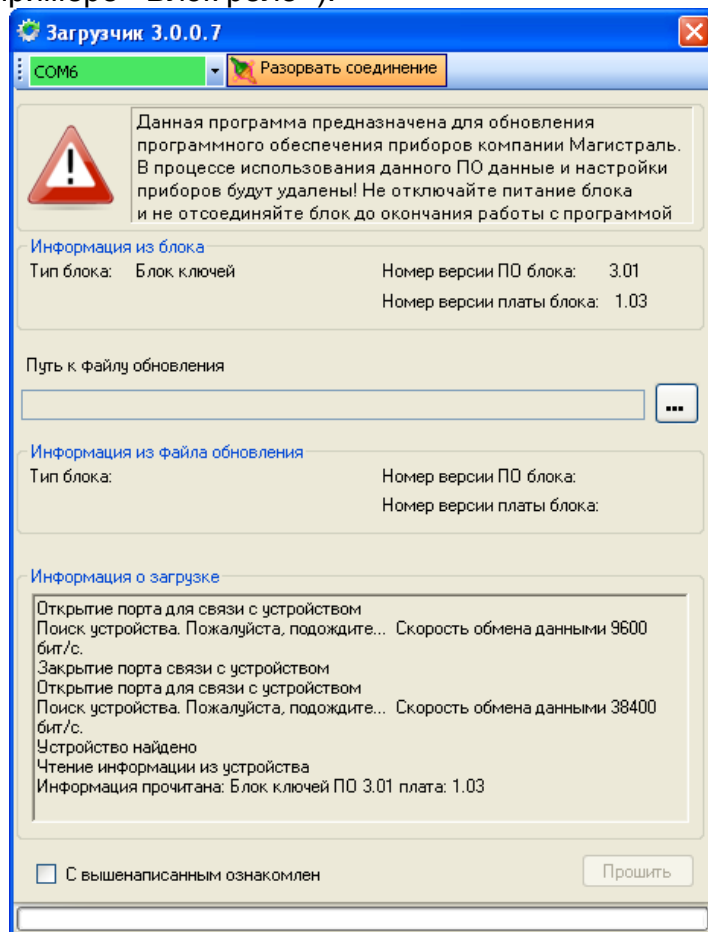 Загрузчик 3.0.0.7
COM6 Разорвать соединение
Данная программа предназначена для обновления
программного обеспечения приборов компании Магистраль.
В процессе использования данного ПО данные и настройки
приборов будут удалены! Не отключайте питание блока
и не отсоединяйте блок до окончания работы с программой
Информация из блока
Тип блока: Блок ключей Номер версии ПО блока: 3.01
Номер версии платы блока: 1.03
Путь к файлу обновления
...
Информация из файла обновления
Тип блока: Номер версии ПО блока:
Номер версии платы блока:
Информация о загрузке
Открытие порта для связи с устройством
Поиск устройства. Пожалуйста, подождите... Скорость обмена данными 9600
бит/с.
Закрытие порта связи с устройством
Открытие порта для связи с устройством
Поиск устройства. Пожалуйста, подождите... Скорость обмена данными 38400
бит/с.
Устройство найдено
Чтение информации из устройства
Информация прочитана: Блок ключей ПО 3.01 плата: 1.03
С вышенаписанным ознакомлен Прошить